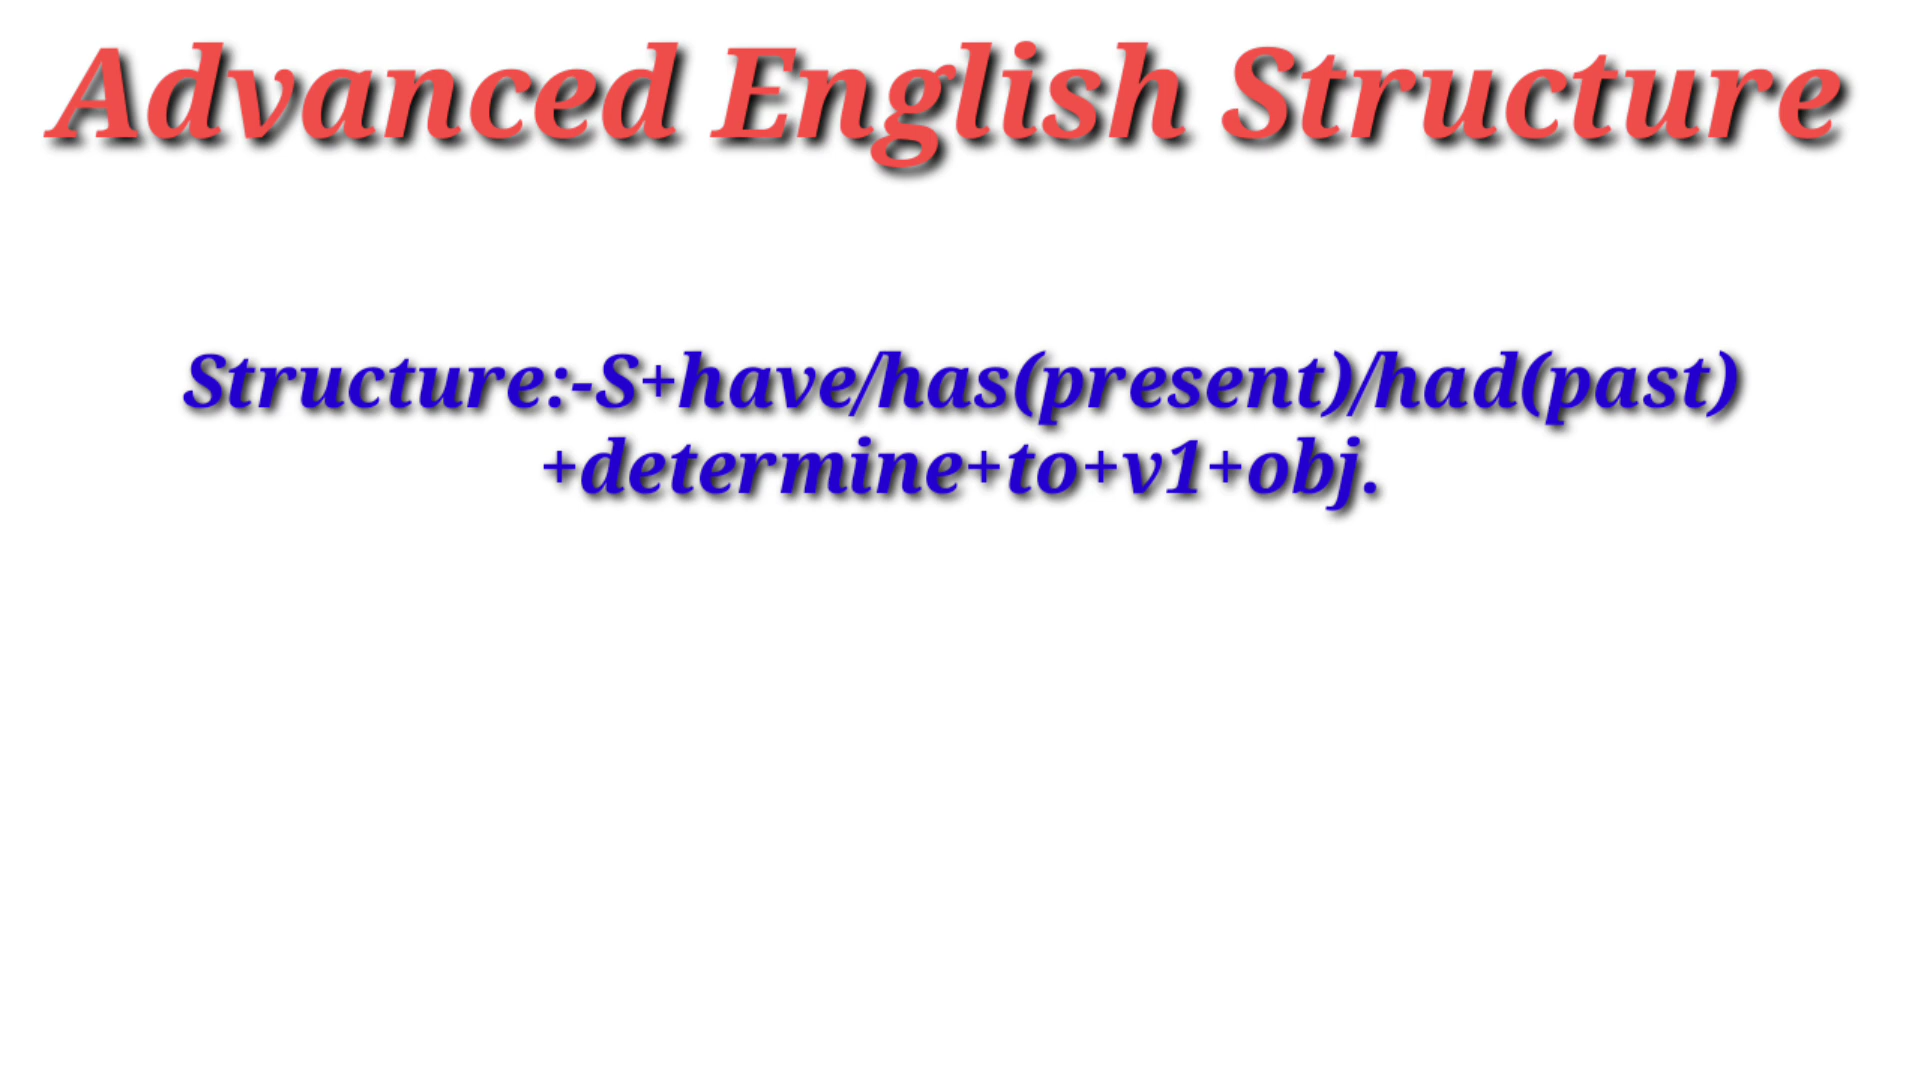 Advanced English Structure
Structure:-S+have/has(present)/had(past)
+determine+to+v1+obj.